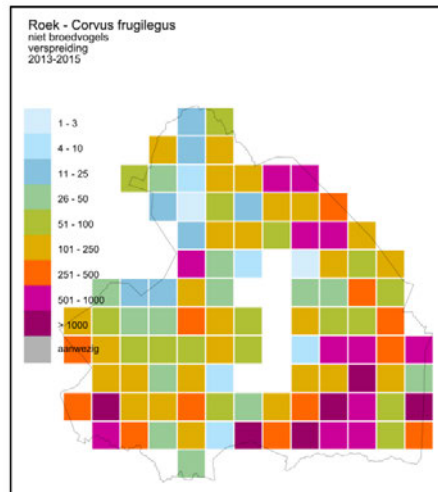 Roek - Corvus frugilegus
niet broedvogels
verspreiding
2013-2015
1 - 3
4 - 10
11 - 25
26 - 50
51 - 100
101 - 250
251 - 500
501 - 1000
> 1000
aanwezig